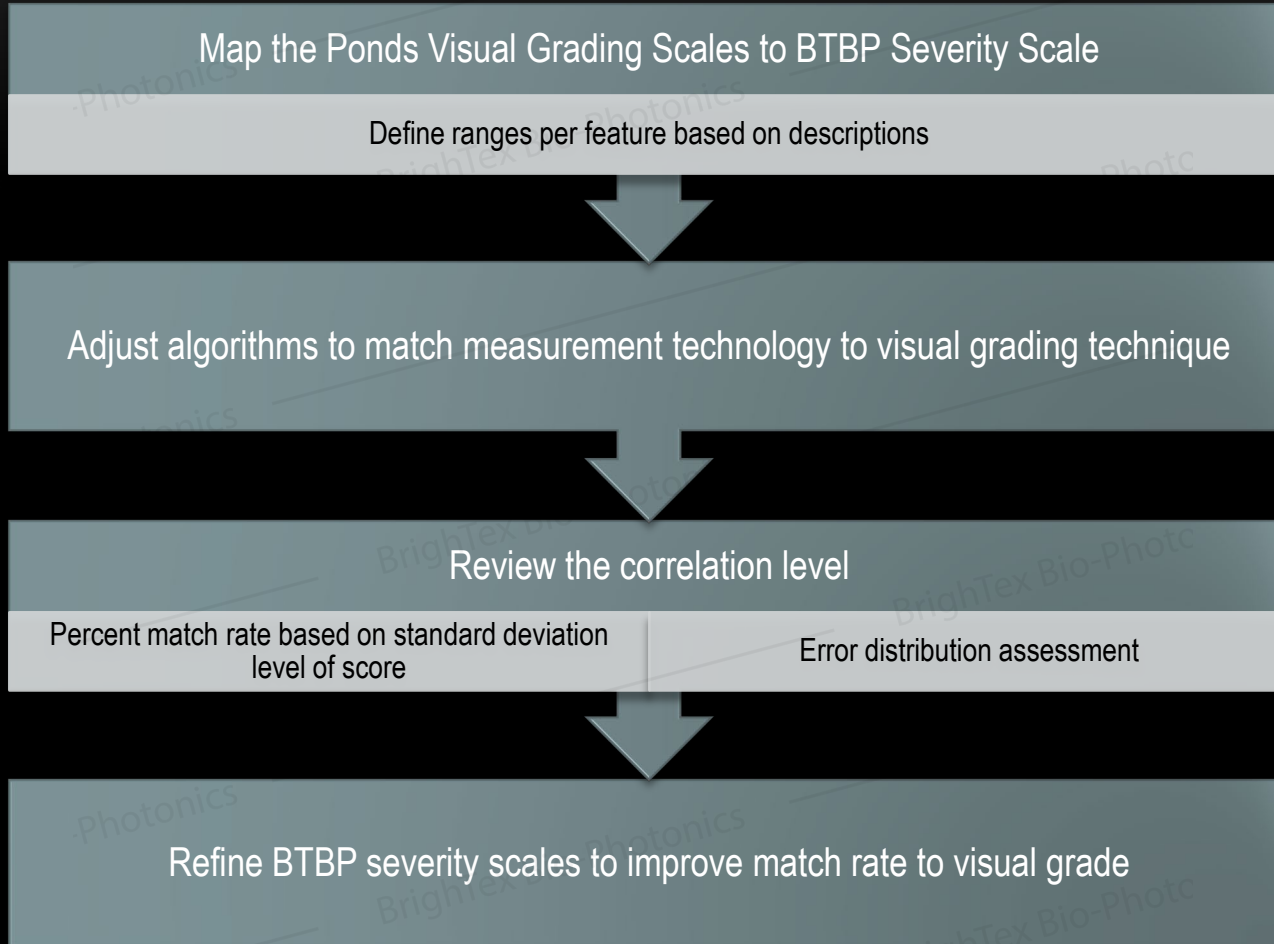 Map the Ponds Visual Grading Scales to BTBP Severity Scale
Define ranges per feature based on descriptions
Adjust algorithms to match measurement technology to visual grading technique
Review the correlation level
Percent match rate based on standard deviation
level of score
Error distribution assessment
Refine BTBP severity scales to improve match rate to visual grade